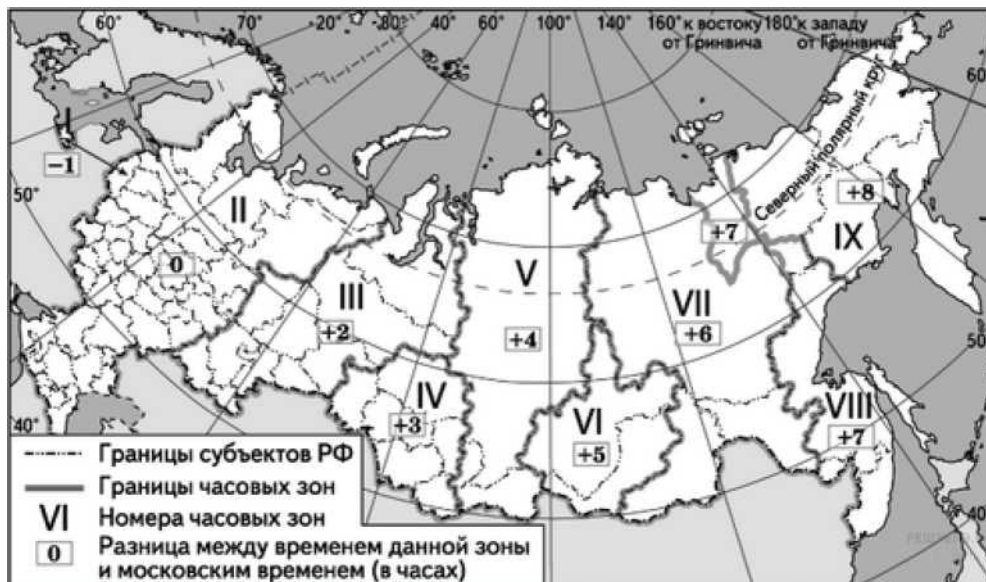 60° -20° 20° 40° 60° 100° 140° 160° к востоку от Гринвича 180° к западу от Гринвича
60°
Северный полярный круг
I
-1
50°
II
0
III
+2
IV
+3
V
+4
VI
+5
VII
+6
+7
VIII
+7
IX
+8
50°
40°
40°
Границы субъектов РФ
Границы часовых зон
VI Номера часовых зон
0 Разница между временем данной зоны
и московским временем (в часах)